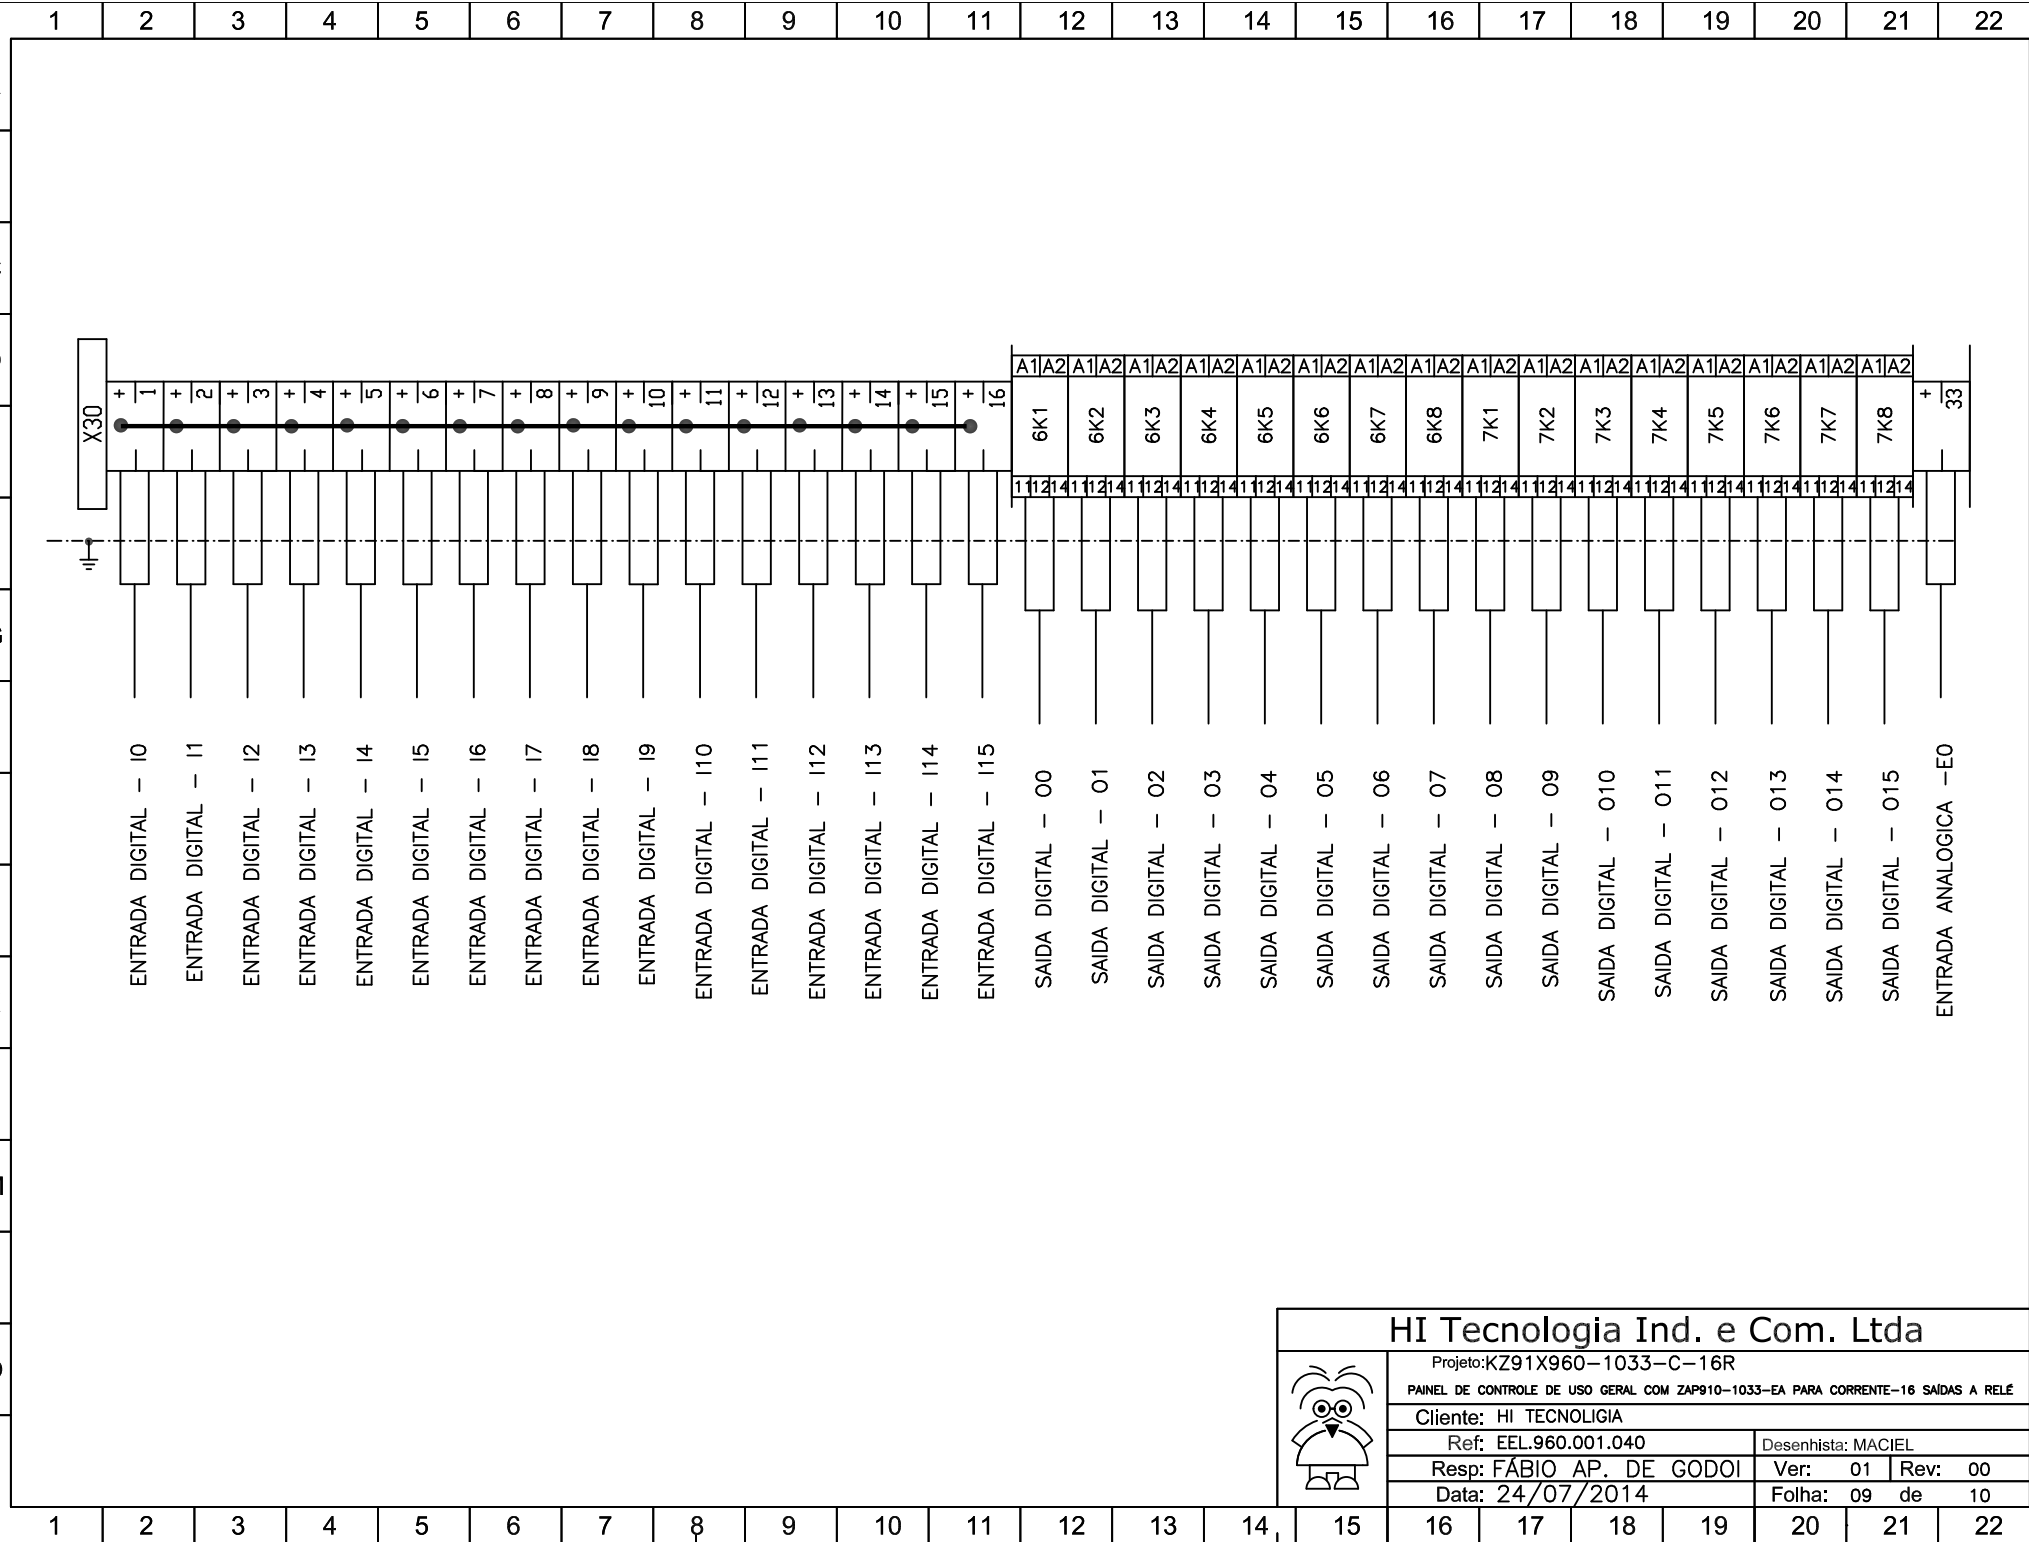 1 2 3 4 5 6 7 8 9 10 11 12 13 14 15 16 17 18 19 20 21 22
A1 A2 A1 A2 A1 A2 A1 A2 A1 A2 A1 A2 A1 A2 A1 A2 A1 A2 A1 A2 A1 A2 A1 A2 A1 A2 A1 A2 A1 A2 A1 A2
X30
+ 1 + 2 + 3 + 4 + 5 + 6 + 7 + 8 + 9 + 10 + 11 + 12 + 13 + 14 + 15 + 16
6K1 6K2 6K3 6K4 6K5 6K6 6K7 6K8 7K1 7K2 7K3 7K4 7K5 7K6 7K7 7K8
+ 33
11 12 14 11 12 14 11 12 14 11 12 14 11 12 14 11 12 14 11 12 14 11 12 14 11 12 14 11 12 14 11 12 14 11 12 14 11 12 14 11 12 14 11 12 14 11 12 14
ENTRADA DIGITAL - I0
ENTRADA DIGITAL - I1
ENTRADA DIGITAL - I2
ENTRADA DIGITAL - I3
ENTRADA DIGITAL - I4
ENTRADA DIGITAL - I5
ENTRADA DIGITAL - I6
ENTRADA DIGITAL - I7
ENTRADA DIGITAL - I8
ENTRADA DIGITAL - I9
ENTRADA DIGITAL - I10
ENTRADA DIGITAL - I11
ENTRADA DIGITAL - I12
ENTRADA DIGITAL - I13
ENTRADA DIGITAL - I14
ENTRADA DIGITAL - I15
SAIDA DIGITAL - O0
SAIDA DIGITAL - O1
SAIDA DIGITAL - O2
SAIDA DIGITAL - O3
SAIDA DIGITAL - O4
SAIDA DIGITAL - O5
SAIDA DIGITAL - O6
SAIDA DIGITAL - O7
SAIDA DIGITAL - O8
SAIDA DIGITAL - O9
SAIDA DIGITAL - O10
SAIDA DIGITAL - O11
SAIDA DIGITAL - O12
SAIDA DIGITAL - O13
SAIDA DIGITAL - O14
SAIDA DIGITAL - O15
ENTRADA ANALOGICA -E0
HI Tecnologia Ind. e Com. Ltda
Projeto:KZ91X960-1033-C-16R
PAINEL DE CONTROLE DE USO GERAL COM ZAP910-1033-EA PARA CORRENTE-16 SAÍDAS A RELÉ
Cliente: HI TECNOLIGIA
Ref: EEL.960.001.040 Desenhista: MACIEL
Resp: FÁBIO AP. DE GODOI Ver: 01 Rev: 00
Data: 24/07/2014 Folha: 09 de 10
1 2 3 4 5 6 7 8 9 10 11 12 13 14 15 16 17 18 19 20 21 22